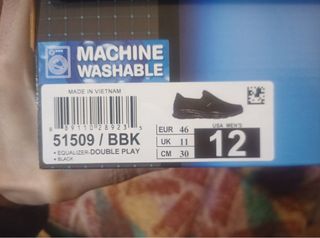 MACHINE
WASHABLE
MADE IN VIETNAM
51509 / BBK
• EQUALIZER-DOUBLE PLAY
• BLACK
EUR 46
UK 11
CM 30
USA MEN'S
12